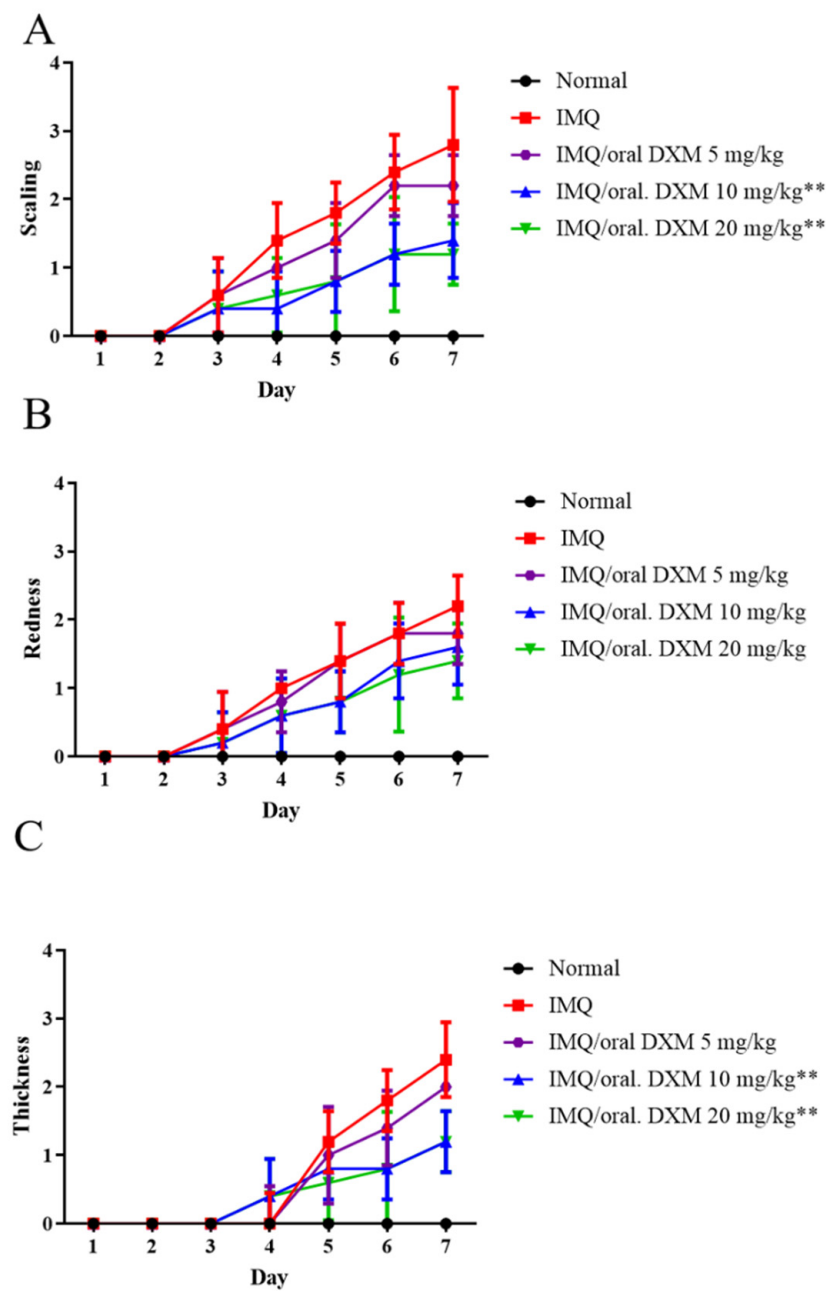 A
Scaling
4
3
2
1
0
1 2 3 4 5 6 7
Day
Normal
IMQ
IMQ/oral DXM 5 mg/kg
IMQ/oral. DXM 10 mg/kg**
IMQ/oral. DXM 20 mg/kg**
B
Redness
4
3
2
1
0
1 2 3 4 5 6 7
Day
Normal
IMQ
IMQ/oral DXM 5 mg/kg
IMQ/oral. DXM 10 mg/kg
IMQ/oral. DXM 20 mg/kg
C
Thickness
4
3
2
1
0
1 2 3 4 5 6 7
Day
Normal
IMQ
IMQ/oral DXM 5 mg/kg
IMQ/oral. DXM 10 mg/kg**
IMQ/oral. DXM 20 mg/kg**